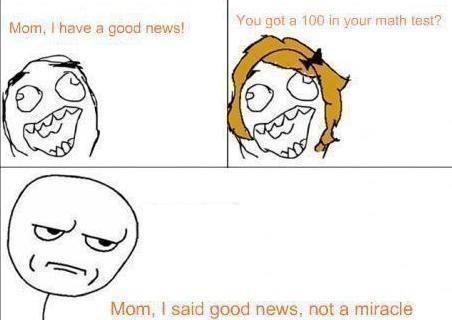 Mom, I have a good news!
You got a 100 in your math test?
Mom, I said good news, not a miracle